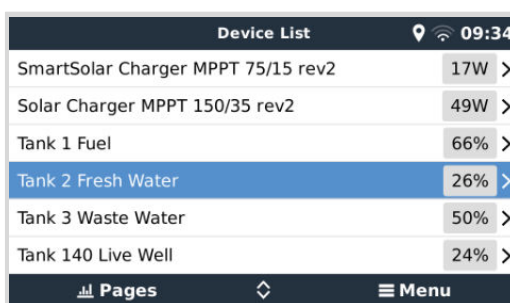 Device List 09:34
SmartSolar Charger MPPT 75/15 rev2 17W
Solar Charger MPPT 150/35 rev2 49W
Tank 1 Fuel 66%
Tank 2 Fresh Water 26%
Tank 3 Waste Water 50%
Tank 140 Live Well 24%
Pages Menu